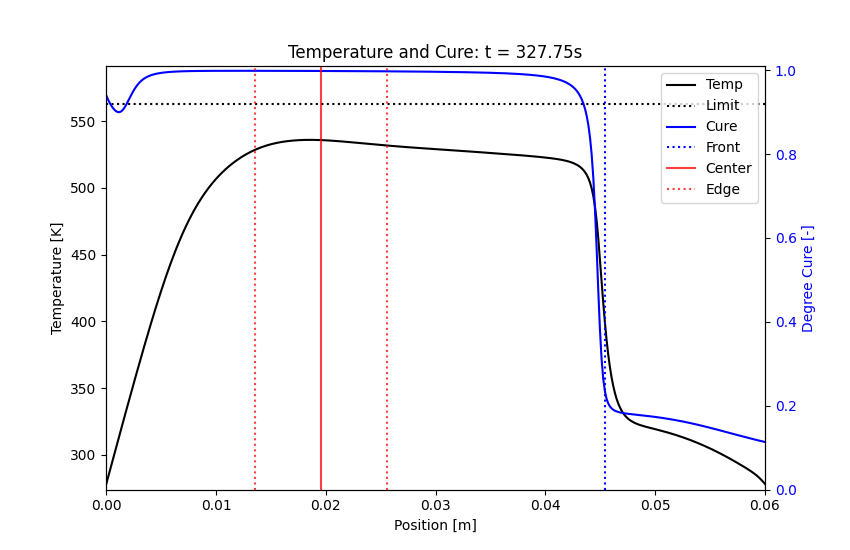 Temperature and Cure: t = 327.75s
Temperature [K]
550
500
450
400
350
300
1.0
0.8
0.6
0.4
0.2
0.0
Degree Cure [-]
Temp
Limit
Cure
Front
Center
Edge
0.00
0.01
0.02
0.03
0.04
0.05
0.06
Position [m]